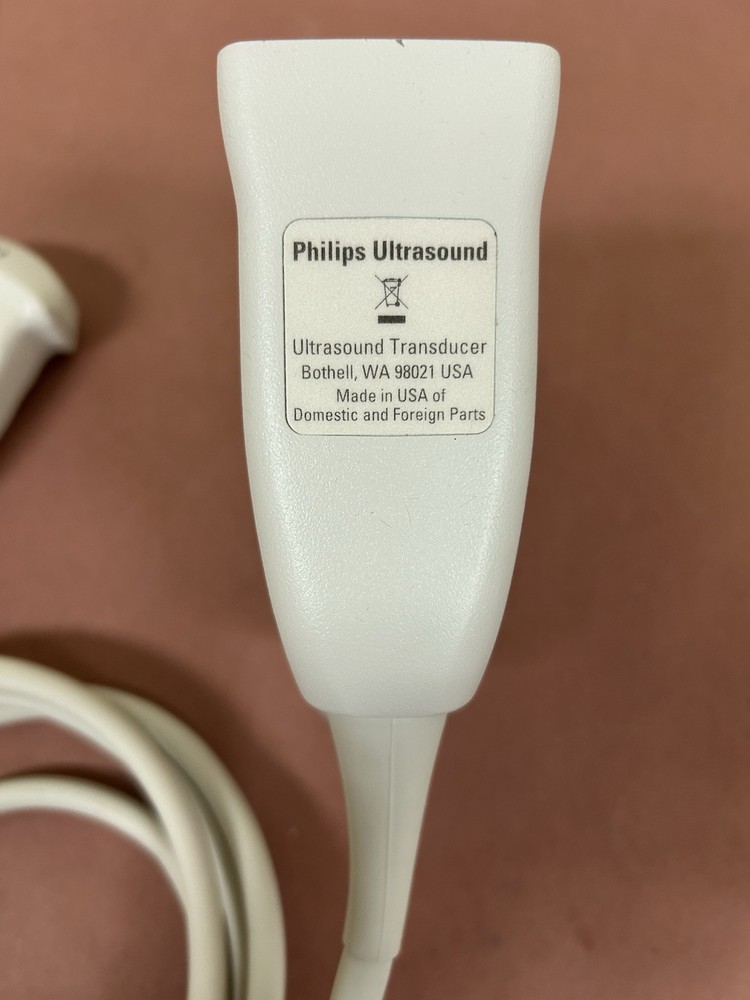 Philips Ultrasound
Ultrasound Transducer
Bothell, WA 98021 USA
Made in USA of
Domestic and Foreign Parts